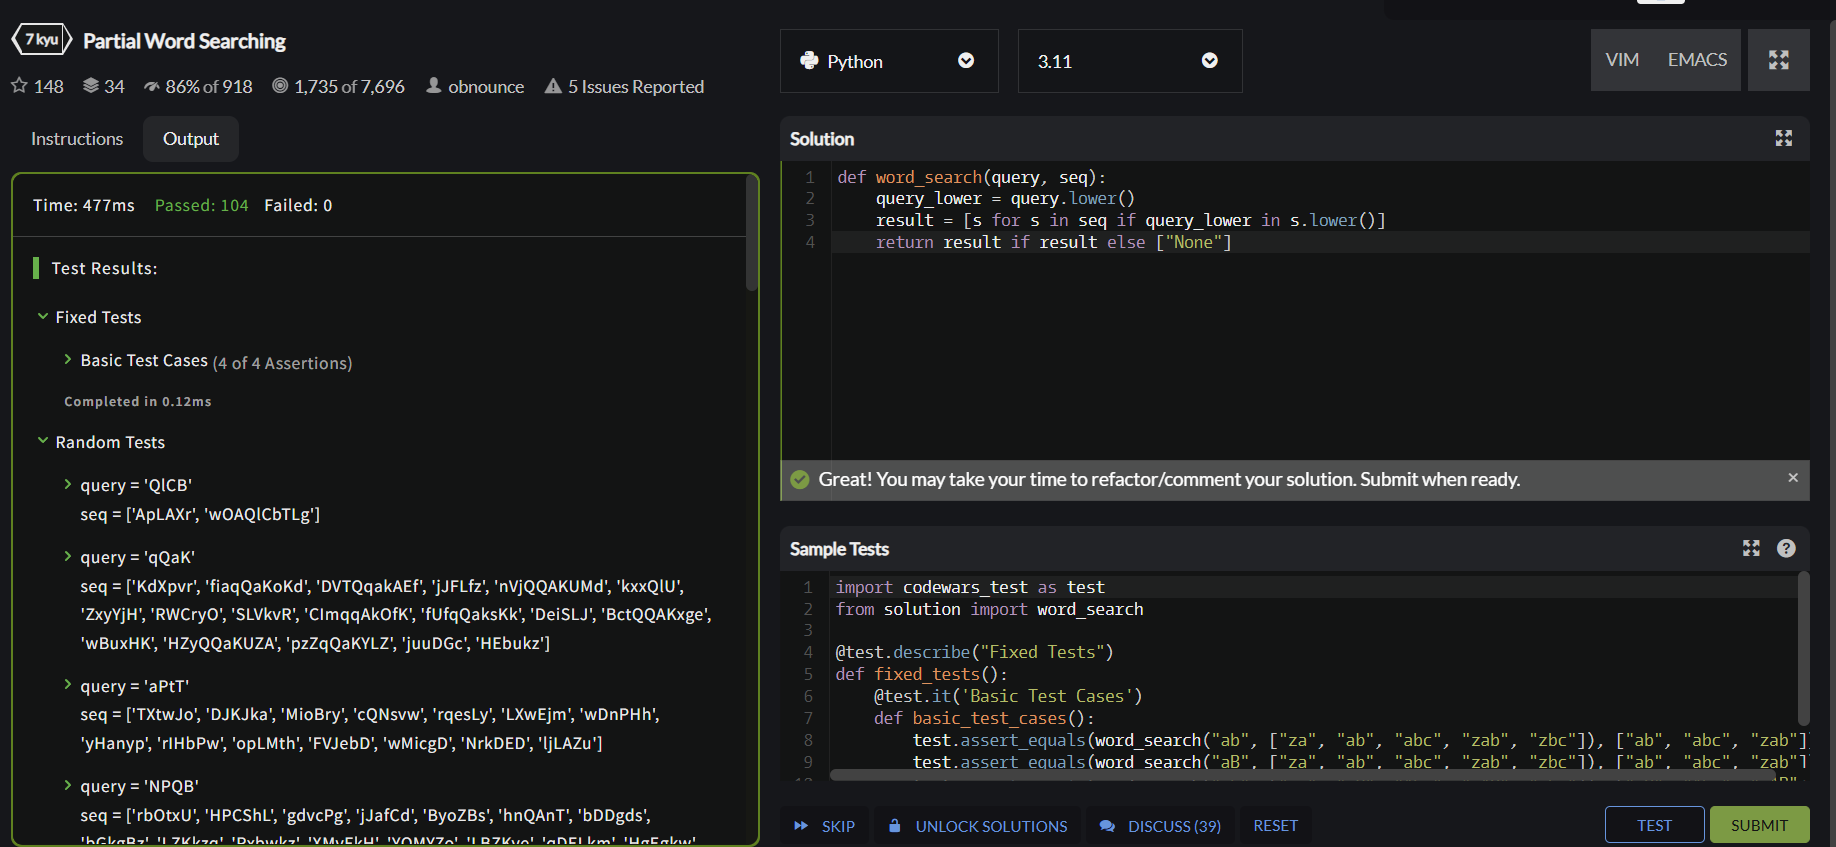 7 kyu Partial Word Searching
148 34 86% of 918 1,735 of 7,696 obnounce 5 Issues Reported
Instructions Output
Time: 477ms Passed: 104 Failed: 0
Test Results:
Fixed Tests
Basic Test Cases (4 of 4 Assertions)
Completed in 0.12ms
Random Tests
query = 'QlCB'
seq = ['ApLAXr', 'wOAQlCbTLg']
query = 'qQaK'
seq = ['KdXpvr', 'fiaqQaKoKd', 'DVTQqakAEf', 'jJFLfz', 'nVjQQAKUMd', 'kxxQlU',
'ZxyYjH', 'RWCryO', 'SLVkvR', 'CImqqAkOfK', 'fUfqQaksKk', 'DeiSLJ', 'BctQQAKxge',
'wBuxHK', 'HZyQQaKUZA', 'pzZqQaKYLZ', 'juuDGc', 'HEbukz']
query = 'aPtT'
seq = ['TXtwJo', 'DJKJka', 'MioBry', 'cQNsvw', 'rqesLy', 'LXwEjm', 'wDnPHh',
'yHanyp', 'rIHbPw', 'opLMth', 'FVJebD', 'wMicgD', 'NrkDED', 'ljLAZu']
query = 'NPQB'
seq = ['rbOtxU', 'HPCShL', 'gdvcPg', 'jJafCd', 'ByoZBs', 'hnQAnT', 'bDDgds',
Python 3.11 VIM EMACS
Solution
1 def word_search(query, seq):
2 query_lower = query.lower()
3 result = [s for s in seq if query_lower in s.lower()]
4 return result if result else ["None"]
Great! You may take your time to refactor/comment your solution. Submit when ready.
Sample Tests
1 import codewars_test as test
2 from solution import word_search
3
4 @test.describe("Fixed Tests")
5 def fixed_tests():
6 @test.it('Basic Test Cases')
7 def basic_test_cases():
8 test.assert_equals(word_search("ab", ["za", "ab", "abc", "zab", "zbc"]), ["ab", "abc", "zab"]
9 test.assert_equals(word_search("aB", ["za", "ab", "abc", "zab", "zbc"]), ["ab", "abc", "zab"]
SKIP UNLOCK SOLUTIONS DISCUSS (39) RESET TEST SUBMIT